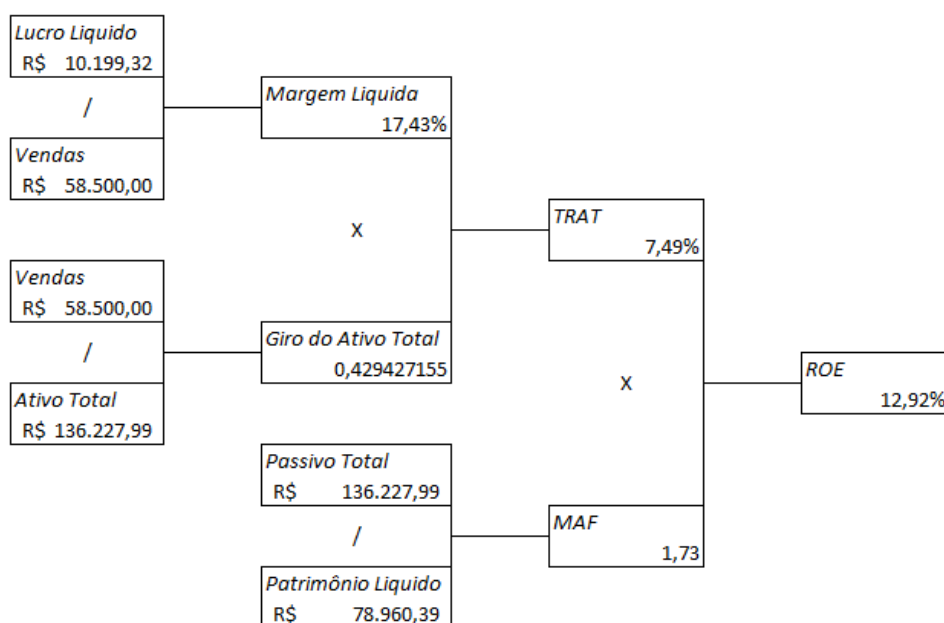 Lucro Liquido
R$ 10.199,32
/
Vendas
R$ 58.500,00
Margem Liquida
17,43%
X
Vendas
R$ 58.500,00
/
Ativo Total
R$ 136.227,99
Giro do Ativo Total
0,429427155
TRAT
7,49%
X
Passivo Total
R$ 136.227,99
/
Patrimônio Liquido
R$ 78.960,39
MAF
1,73
ROE
12,92%